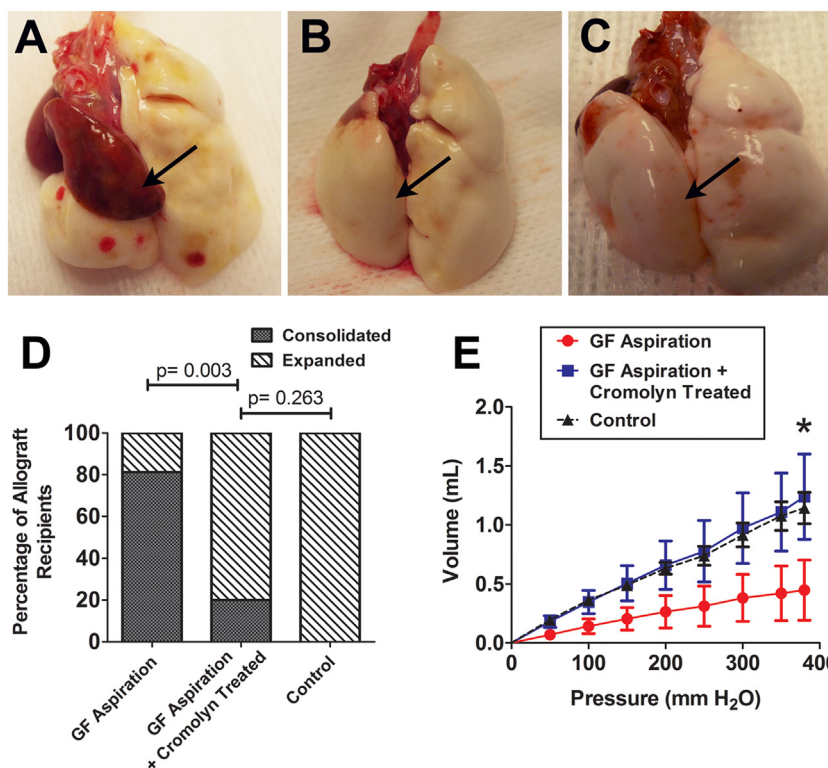 A
B
C
D
Consolidated
Expanded
p= 0.003
p= 0.263
Percentage of Allograft
Recipients
100
80
60
40
20
0
GF Aspiration
GF Aspiration
+ Cromolyn Treated
Control
E
GF Aspiration
GF Aspiration +
Cromolyn Treated
Control
*
Volume (mL)
2.0
1.5
1.0
0.5
0.0
0 100 200 300 400
Pressure (mm H₂O)